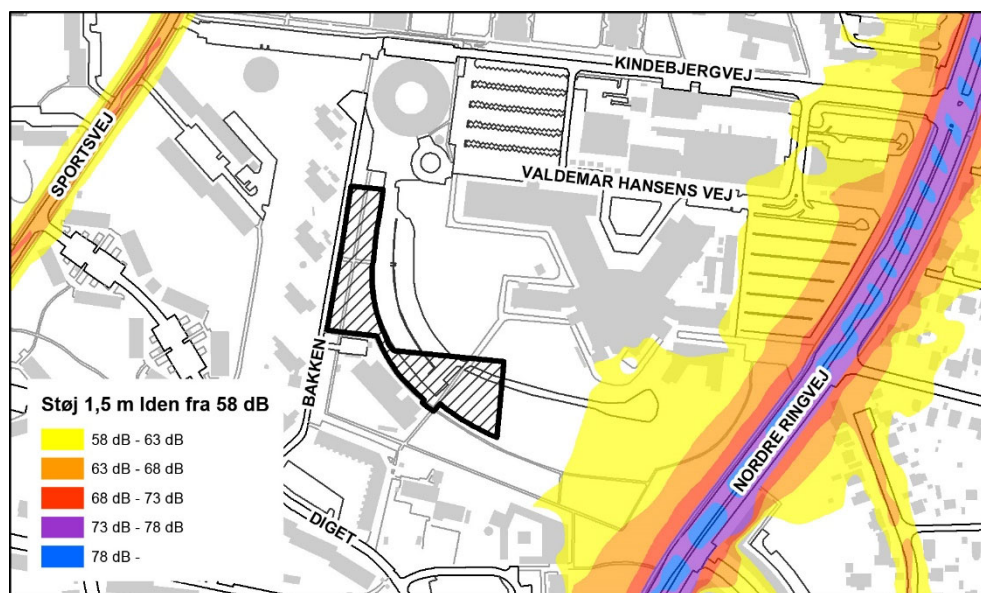 KINDEBJERGVEJ
SPORTSVEJ
VALDEMAR HANSENS VEJ
BAKKEN
NORDRE RINGVEJ
DIGET
Støj 1,5 m lden fra 58 dB
58 dB - 63 dB
63 dB - 68 dB
68 dB - 73 dB
73 dB - 78 dB
78 dB -